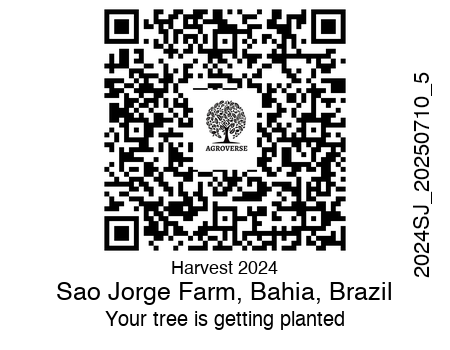 AGROVERSE
2024SJ_20250710_5
Harvest 2024
Sao Jorge Farm, Bahia, Brazil
Your tree is getting planted